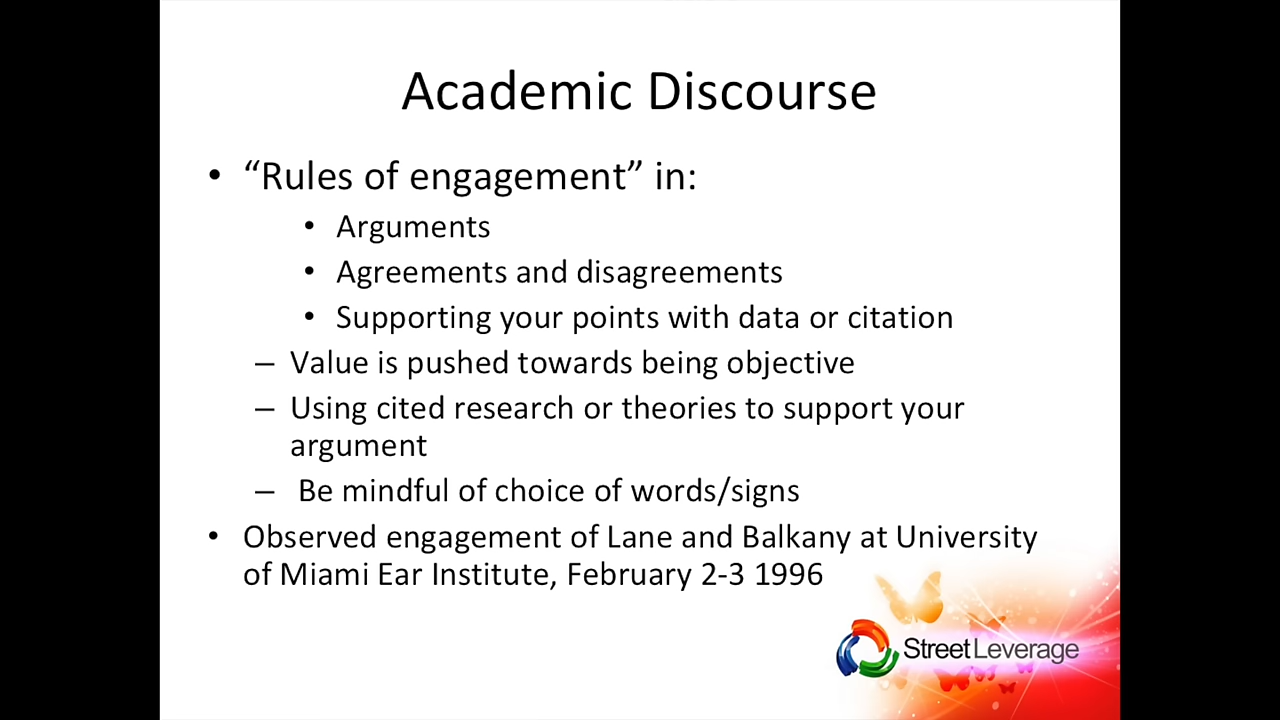 Academic Discourse
• “Rules of engagement” in:
• Arguments
• Agreements and disagreements
• Supporting your points with data or citation
– Value is pushed towards being objective
– Using cited research or theories to support your
argument
– Be mindful of choice of words/signs
• Observed engagement of Lane and Balkany at University
of Miami Ear Institute, February 2-3 1996
StreetLeverage